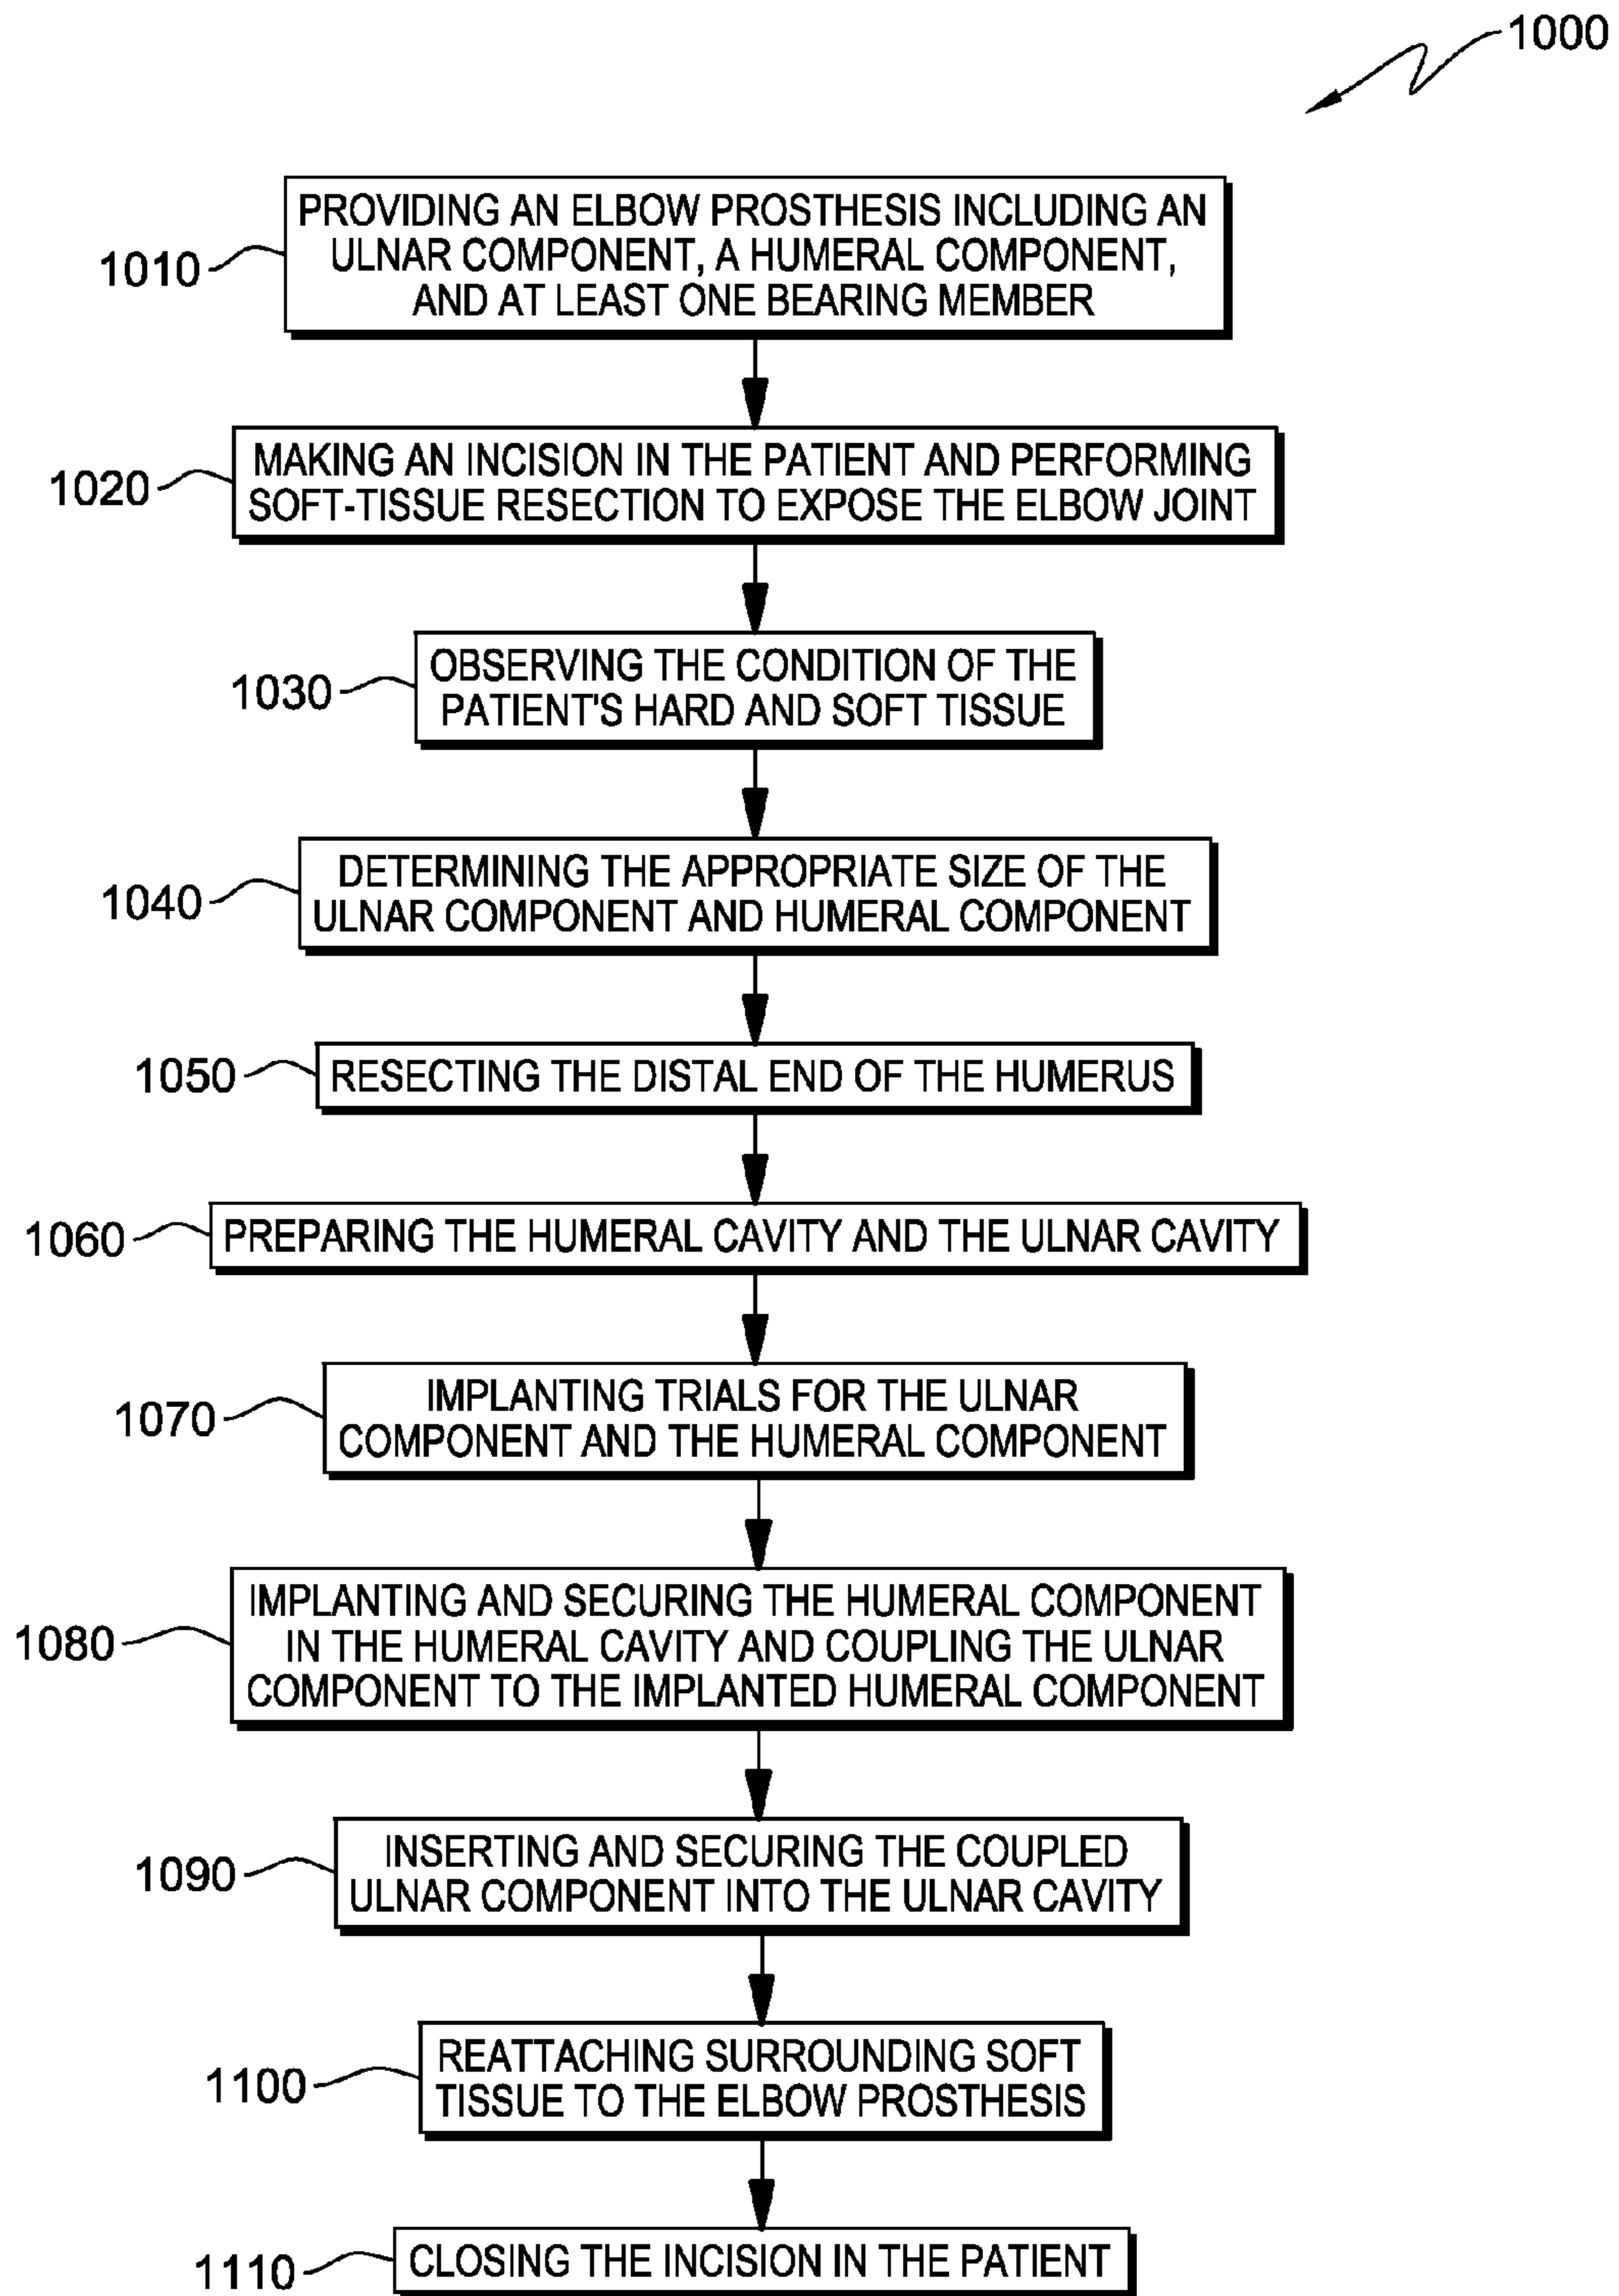 1000
1010
PROVIDING AN ELBOW PROSTHESIS INCLUDING AN
ULNAR COMPONENT, A HUMERAL COMPONENT,
AND AT LEAST ONE BEARING MEMBER
1020
MAKING AN INCISION IN THE PATIENT AND PERFORMING
SOFT-TISSUE RESECTION TO EXPOSE THE ELBOW JOINT
1030
OBSERVING THE CONDITION OF THE
PATIENT'S HARD AND SOFT TISSUE
1040
DETERMINING THE APPROPRIATE SIZE OF THE
ULNAR COMPONENT AND HUMERAL COMPONENT
1050
RESECTING THE DISTAL END OF THE HUMERUS
1060
PREPARING THE HUMERAL CAVITY AND THE ULNAR CAVITY
1070
IMPLANTING TRIALS FOR THE ULNAR
COMPONENT AND THE HUMERAL COMPONENT
1080
IMPLANTING AND SECURING THE HUMERAL COMPONENT
IN THE HUMERAL CAVITY AND COUPLING THE ULNAR
COMPONENT TO THE IMPLANTED HUMERAL COMPONENT
1090
INSERTING AND SECURING THE COUPLED
ULNAR COMPONENT INTO THE ULNAR CAVITY
1100
REATTACHING SURROUNDING SOFT
TISSUE TO THE ELBOW PROSTHESIS
1110
CLOSING THE INCISION IN THE PATIENT